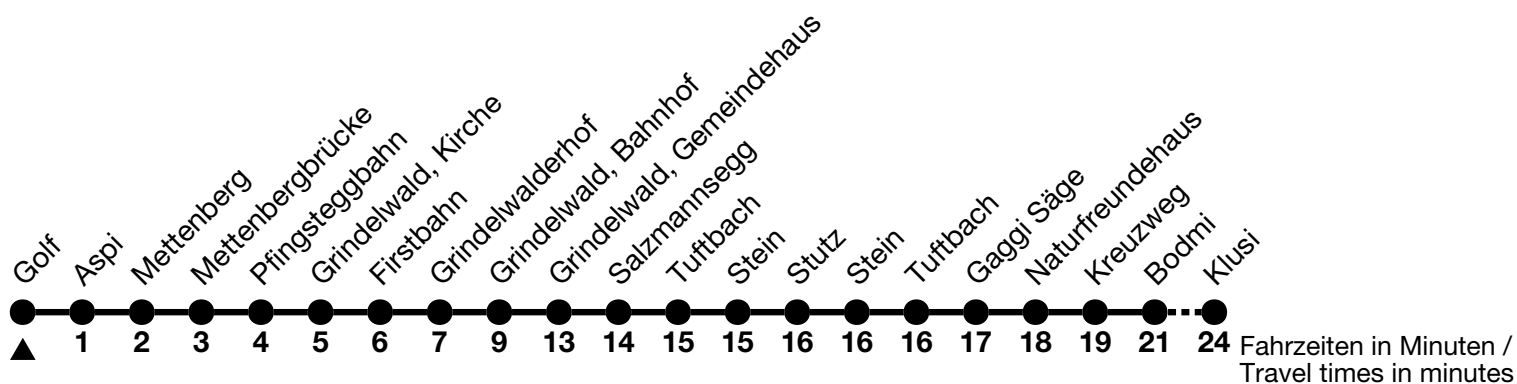 Golf
Aspi
Mettenberg
Mettenbergbrücke
Pfingsteggbahn
Grindelwald, Kirche
Firstbahn
Grindelwalderhof
Grindelwald, Bahnhof
Grindelwald, Gemeindehaus
Salzmannsegg
Tuftbach
Stein
Stutz
Stein
Tuftbach
Gaggi Säge
Naturfreundehaus
Kreuzweg
Bodmi
Klusi
1 2 3 4 5 6 7 9 13 14 15 15 16 16 16 17 18 19 21 24
Fahrzeiten in Minuten /
Travel times in minutes